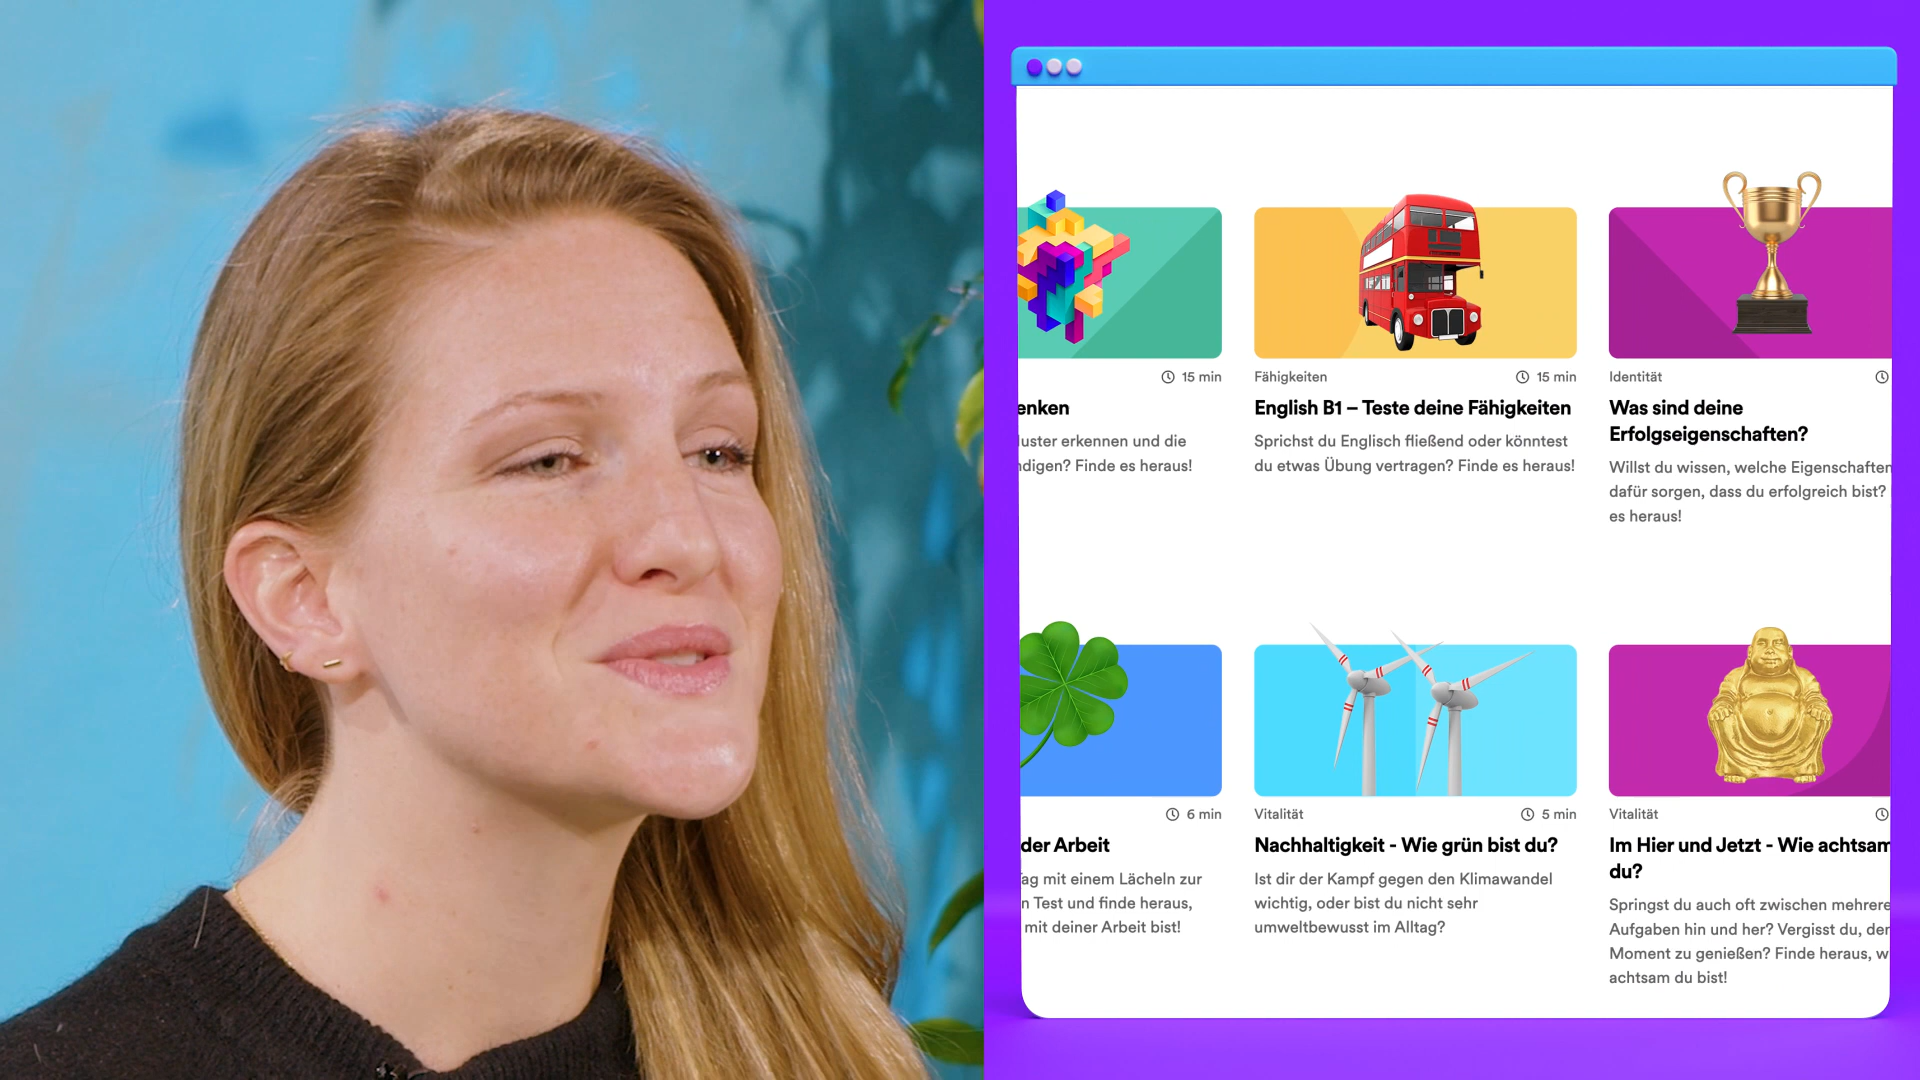 15 min
enken
uster erkennen und die
digen? Finde es heraus!
Fähigkeiten
15 min
English B1 – Teste deine Fähigkeiten
Sprichst du Englisch fließend oder könntest
du etwas Übung vertragen? Finde es heraus!
Identität
Was sind deine
Erfolgseigenschaften?
Willst du wissen, welche Eigenschaften
dafür sorgen, dass du erfolgreich bist?
es heraus!
6 min
der Arbeit
ag mit einem Lächeln zur
n Test und finde heraus,
mit deiner Arbeit bist!
Vitalität
5 min
Nachhaltigkeit - Wie grün bist du?
Ist dir der Kampf gegen den Klimawandel
wichtig, oder bist du nicht sehr
umweltbewusst im Alltag?
Vitalität
Im Hier und Jetzt - Wie achtsam
du?
Springst du auch oft zwischen mehrere
Aufgaben hin und her? Vergisst du, den
Moment zu genießen? Finde heraus, w
achtsam du bist!